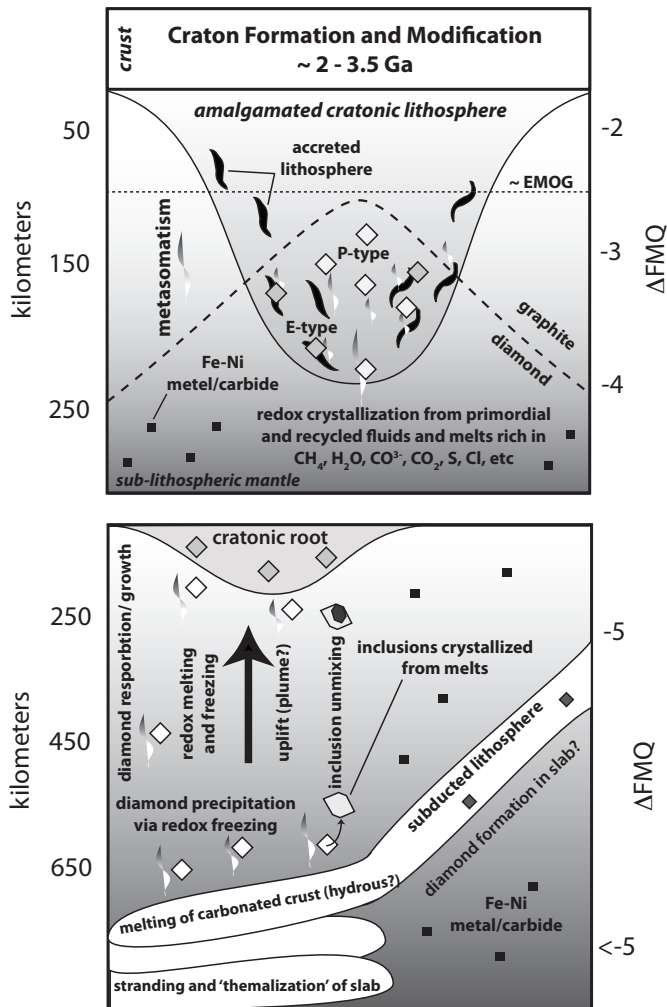 crust
Craton Formation and Modification
~ 2 - 3.5 Ga
amalgamated cratonic lithosphere
50
-2
accreted
lithosphere
~ EMOG
kilometers
metasomatism
150
P-type
-3
ΔFMQ
E-type
graphite
diamond
Fe-Ni
metel/carbide
-4
250
redox crystallization from primordial
and recycled fluids and melts rich in
CH₄, H₂O, CO³⁻, CO₂, S, Cl, etc
sub-lithospheric mantle
cratonic root
250
-5
diamond resporbtion/ growth
redox melting
and freezing
uplift (plume?)
inclusion unmixing
inclusions crystallized
from melts
kilometers
450
subducted lithosphere
diamond formation in slab?
ΔFMQ
diamond precipitation
via redox freezing
650
melting of carbonated crust (hydrous?)
Fe-Ni
metal/carbide
<-5
stranding and 'themalization' of slab